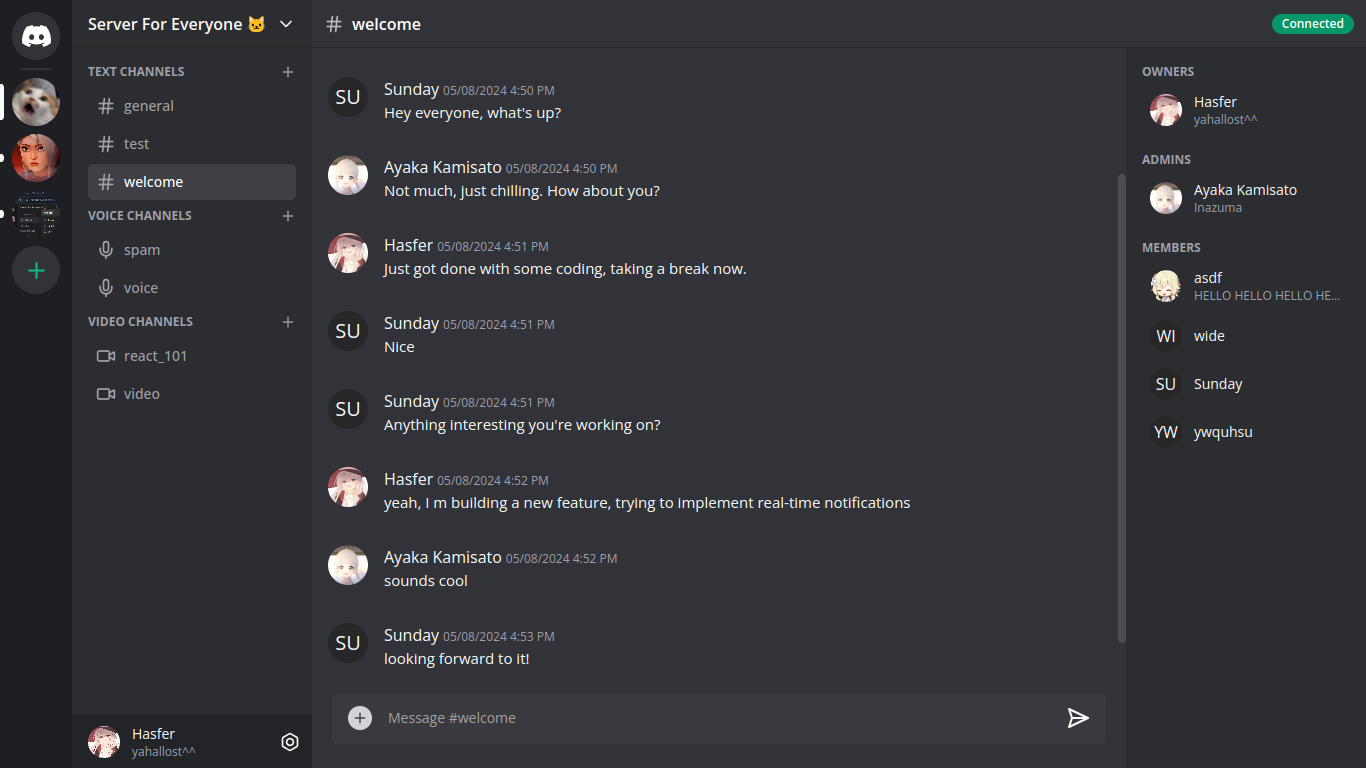 Server For Everyone 🐱
TEXT CHANNELS
general
test
welcome
VOICE CHANNELS
spam
voice
VIDEO CHANNELS
react_101
video
Hasfer
yahallost^^
# welcome
Connected
SU
Sunday 05/08/2024 4:50 PM
Hey everyone, what's up?
Ayaka Kamisato 05/08/2024 4:50 PM
Not much, just chilling. How about you?
Hasfer 05/08/2024 4:51 PM
Just got done with some coding, taking a break now.
SU
Sunday 05/08/2024 4:51 PM
Nice
SU
Sunday 05/08/2024 4:51 PM
Anything interesting you're working on?
Hasfer 05/08/2024 4:52 PM
yeah, I m building a new feature, trying to implement real-time notifications
Ayaka Kamisato 05/08/2024 4:52 PM
sounds cool
SU
Sunday 05/08/2024 4:53 PM
looking forward to it!
Message #welcome
OWNERS
Hasfer
yahallost^^
ADMINS
Ayaka Kamisato
Inazuma
MEMBERS
asdf
HELLO HELLO HELLO HE...
WI wide
SU Sunday
YW ywquhsu